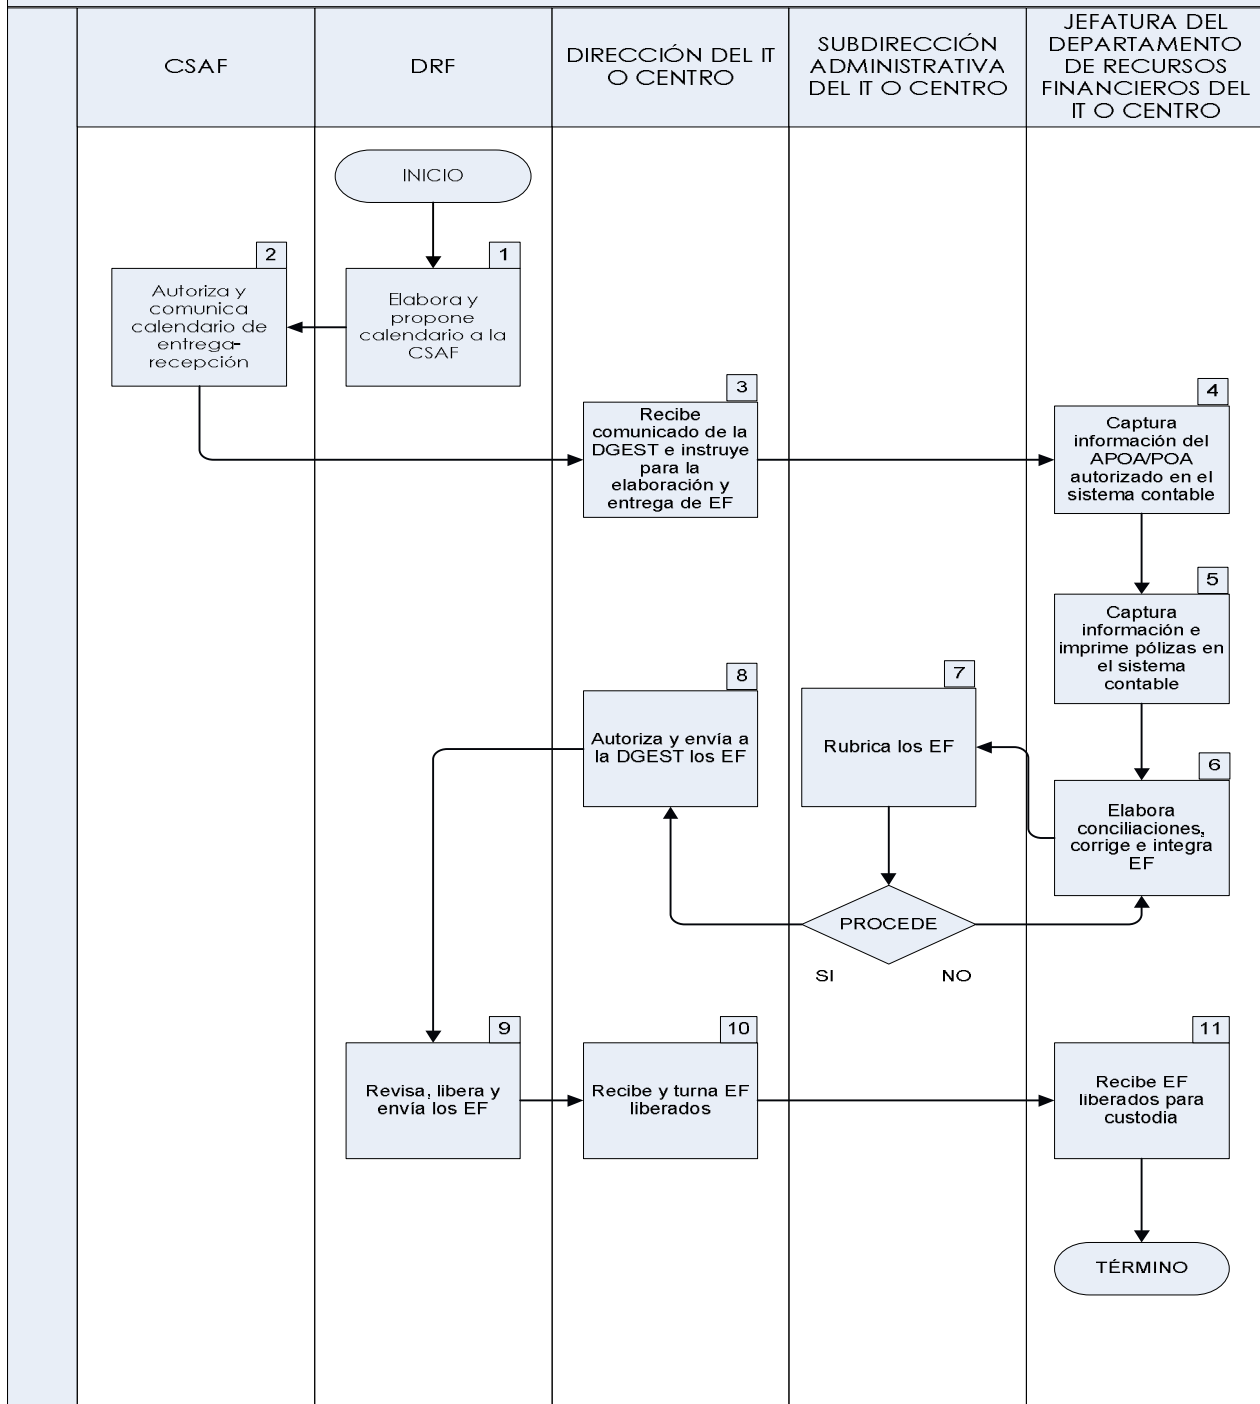 CSAF
DRF
DIRECCIÓN DEL IT
O CENTRO
SUBDIRECCIÓN
ADMINISTRATIVA
DEL IT O CENTRO
JEFATURA DEL
DEPARTAMENTO
DE RECURSOS
FINANCIEROS DEL
IT O CENTRO
INICIO
1
Elabora y
propone
calendario a la
CSAF
2
Autoriza y
comunica
calendario de
entrega-
recepción
3
Recibe
comunicado de la
DGEST e instruye
para la
elaboración y
entrega de EF
4
Captura
información del
APOA/POA
autorizado en el
sistema contable
5
Captura
información e
imprime pólizas en
el sistema
contable
6
Elabora
conciliaciones,
corrige e integra
EF
7
Rubrica los EF
PROCEDE
SI
NO
8
Autoriza y envía a
la DGEST los EF
9
Revisa, libera y
envía los EF
10
Recibe y turna EF
liberados
11
Recibe EF
liberados para
custodia
TÉRMINO